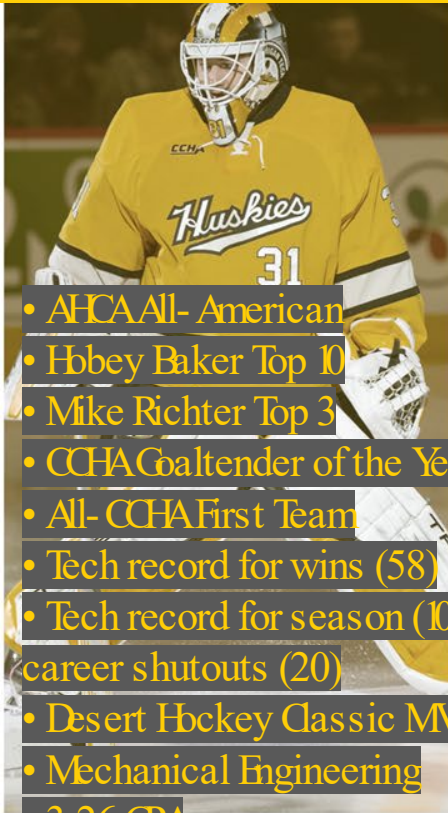 CCHA
Huskies
31
• AHCA All-American
• Hobey Baker Top 10
• Mike Richter Top 3
• CCHA Goaltender of the
• All-CCHA First Team
• Tech record for wins (58)
• Tech record for season
career shutouts (20)
• Desert Hockey Classic
• Mechanical Engineering